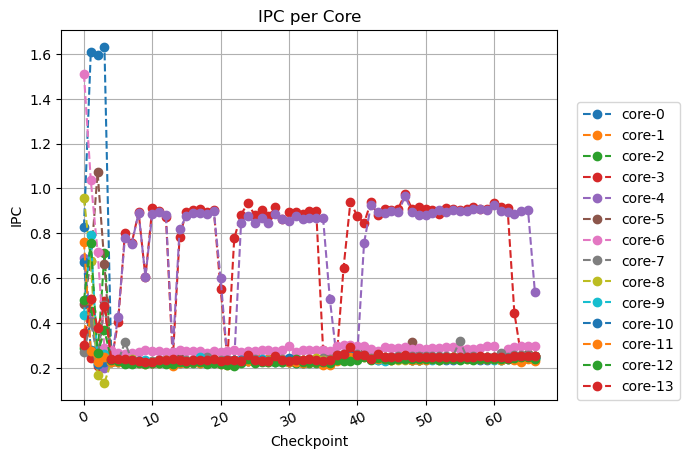 IPC per Core
IPC
1.6
1.4
1.2
1.0
0.8
0.6
0.4
0.2
0
10
20
30
40
50
60
Checkpoint
core-0
core-1
core-2
core-3
core-4
core-5
core-6
core-7
core-8
core-9
core-10
core-11
core-12
core-13